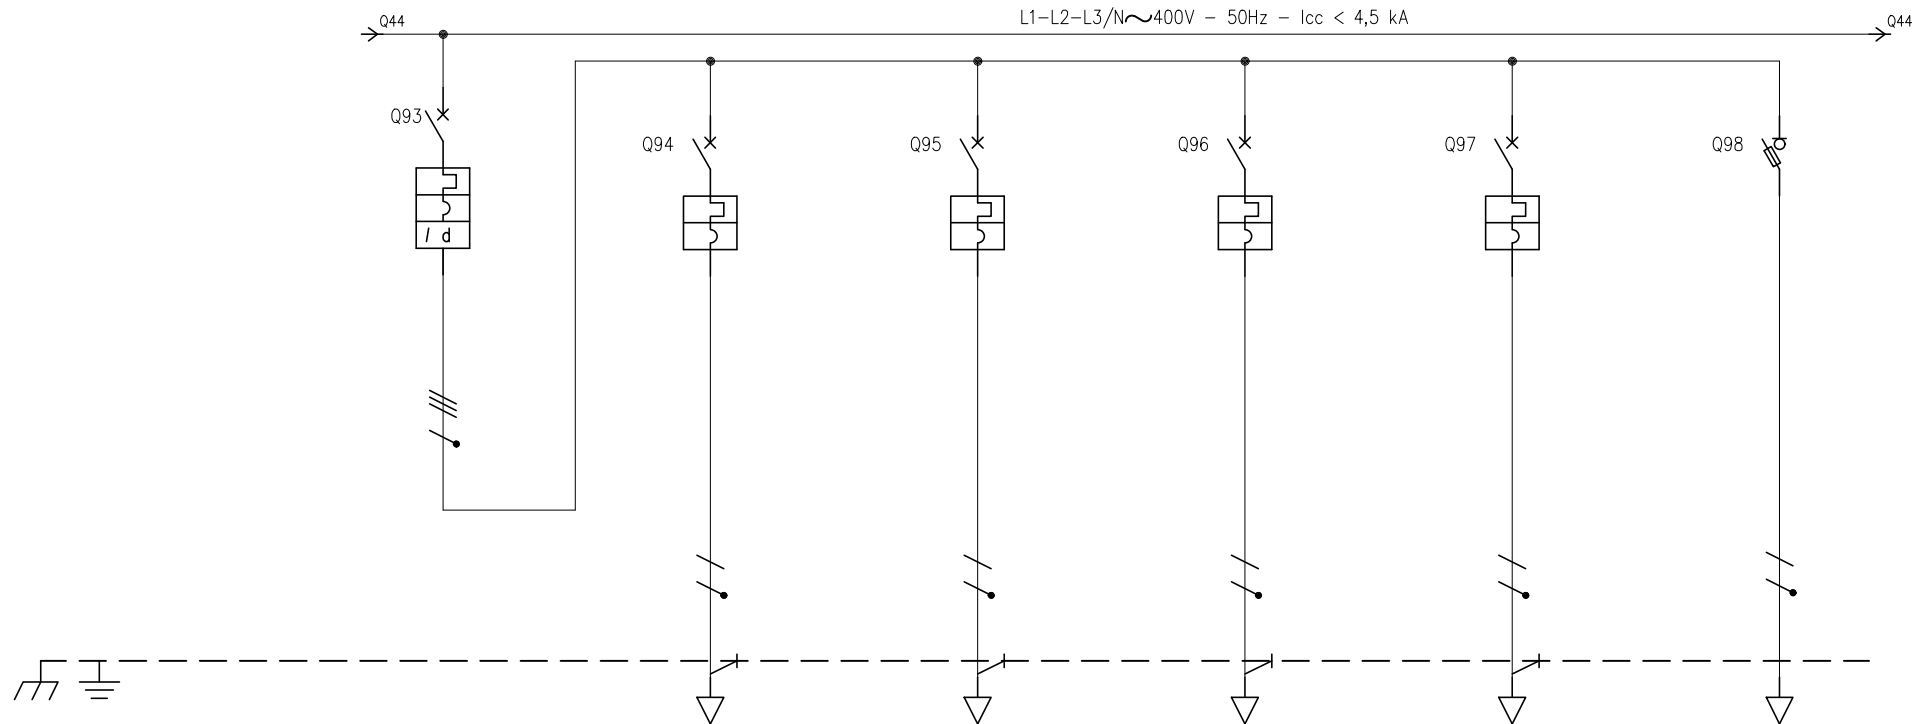 Q44
L1-L2-L3/N~400V - 50Hz - Icc < 4,5 kA
Q44
Q93
Q94
Q95
Q96
Q97
Q98
I d